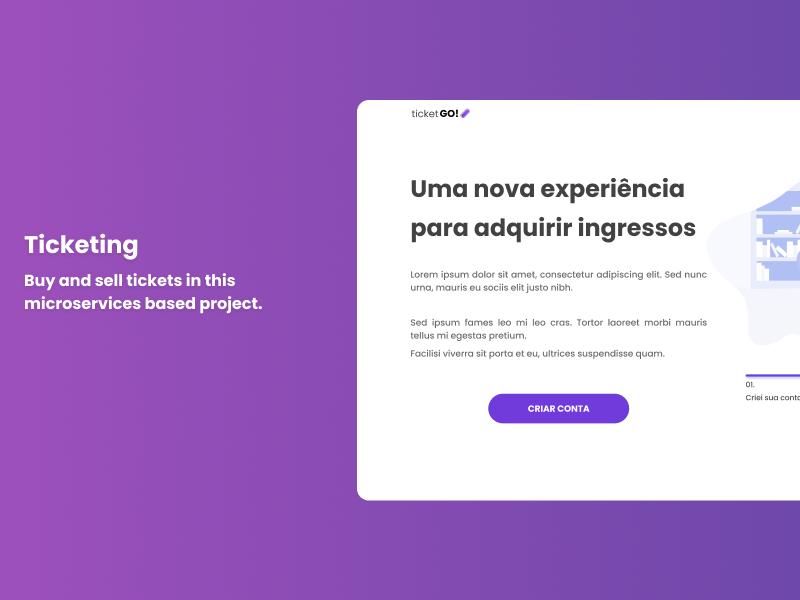 Ticketing
Buy and sell tickets in this
microservices based project.
ticketGO!
Uma nova experiência
para adquirir ingressos
Lorem ipsum dolor sit amet, consectetur adipiscing elit. Sed nunc
urna, mauris eu sociis elit justo nibh.
Sed ipsum fames leo mi leo cras. Tortor laoreet morbi mauris
tellus mi egestas pretium.
Facilisi viverra sit porta et eu, ultrices suspendisse quam.
CRIAR CONTA
01.
Criei sua conta